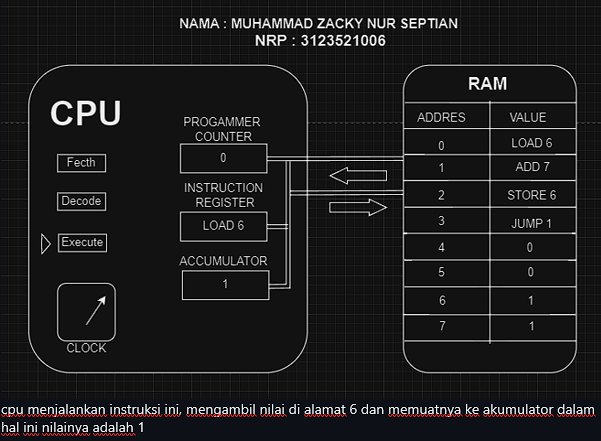 NAMA : MUHAMMAD ZACKY NUR SEPTIAN
NRP : 3123521006
CPU
Fecth
Decode
Execute
CLOCK
PROGAMMER
COUNTER
0
INSTRUCTION
REGISTER
LOAD 6
ACCUMULATOR
1
RAM
ADDRES VALUE
0 LOAD 6
1 ADD 7
2 STORE 6
3 JUMP 1
4 0
5 0
6 1
7 1
cpu menjalankan instruksi ini, mengambil nilai di alamat 6 dan memuatnya ke akumulator dalam
hal ini nilainya adalah 1